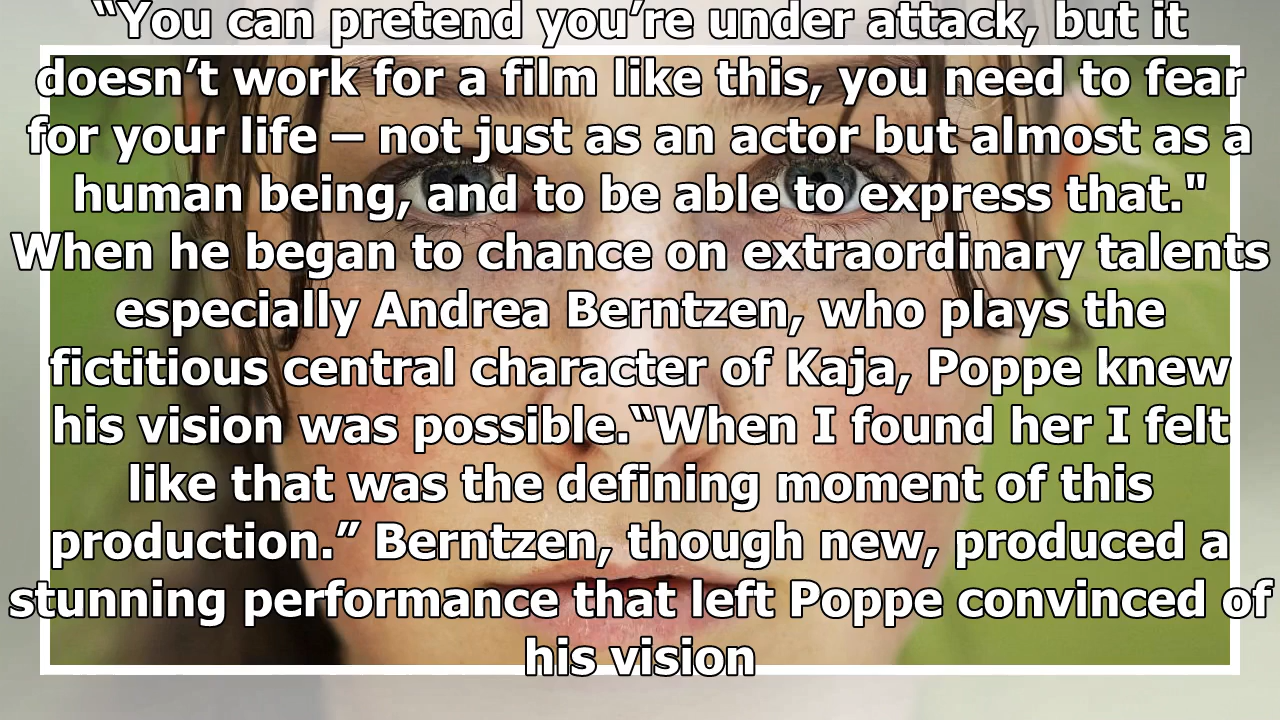 “You can pretend you’re under attack, but it
doesn’t work for a film like this, you need to fear
for your life – not just as an actor but almost as a
human being, and to be able to express that."
When he began to chance on extraordinary talents
especially Andrea Berntzen, who plays the
fictitious central character of Kaja, Poppe knew
his vision was possible.“When I found her I felt
like that was the defining moment of this
production.” Berntzen, though new, produced a
stunning performance that left Poppe convinced of
his vision